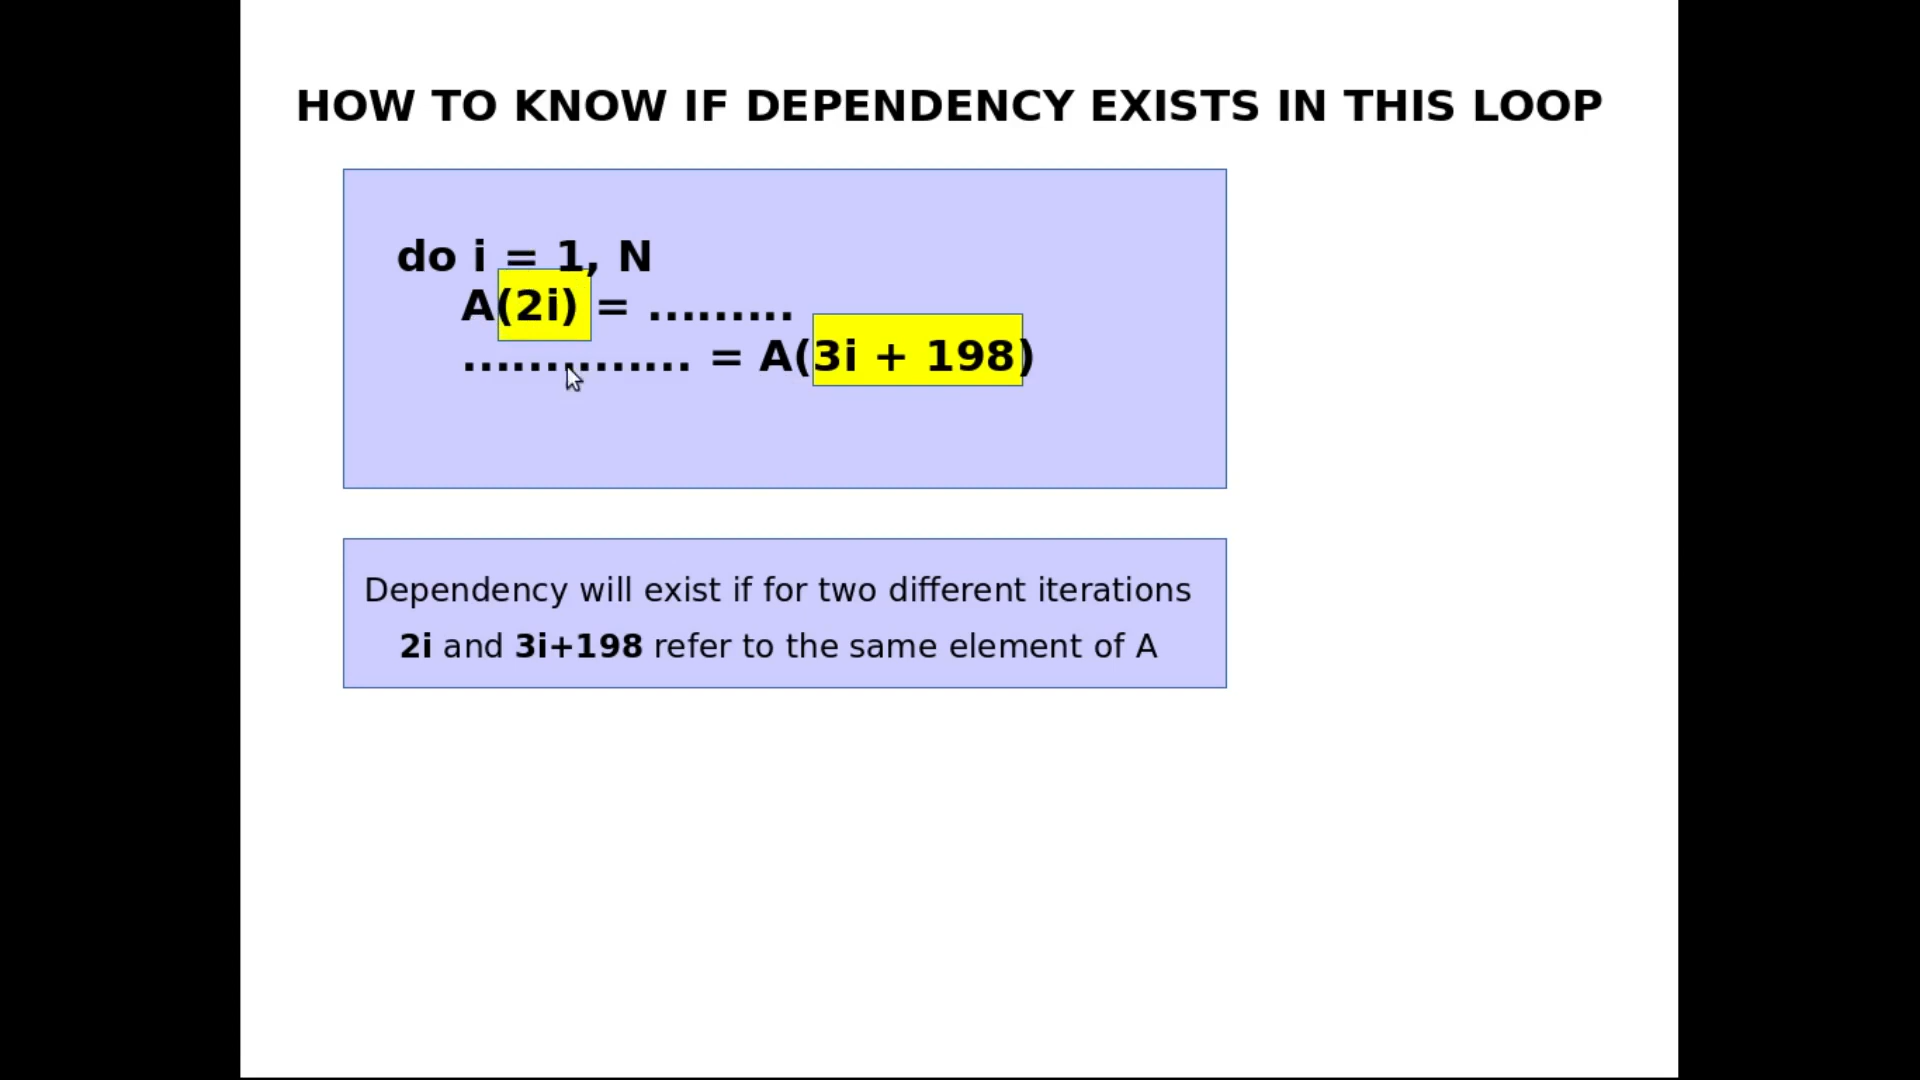 HOW TO KNOW IF DEPENDENCY EXISTS IN THIS LOOP
do i = 1, N
A(2i) = .........
.............. = A(3i + 198)
Dependency will exist if for two different iterations
2i and 3i+198 refer to the same element of A